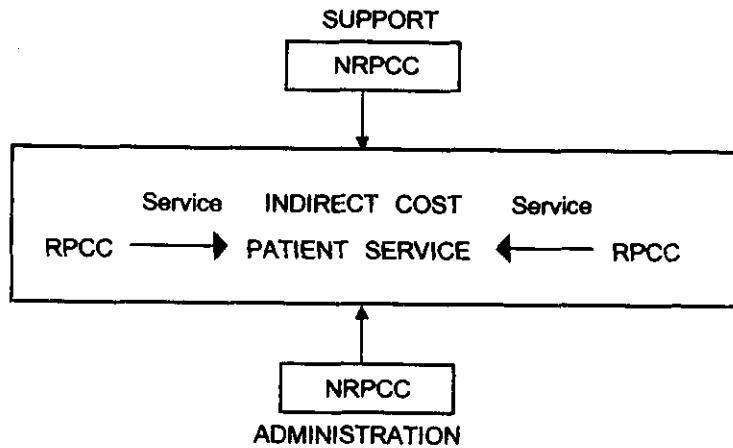 SUPPORT
NRPCC
Service INDIRECT COST Service
RPCC PATIENT SERVICE RPCC
NRPCC
ADMINISTRATION